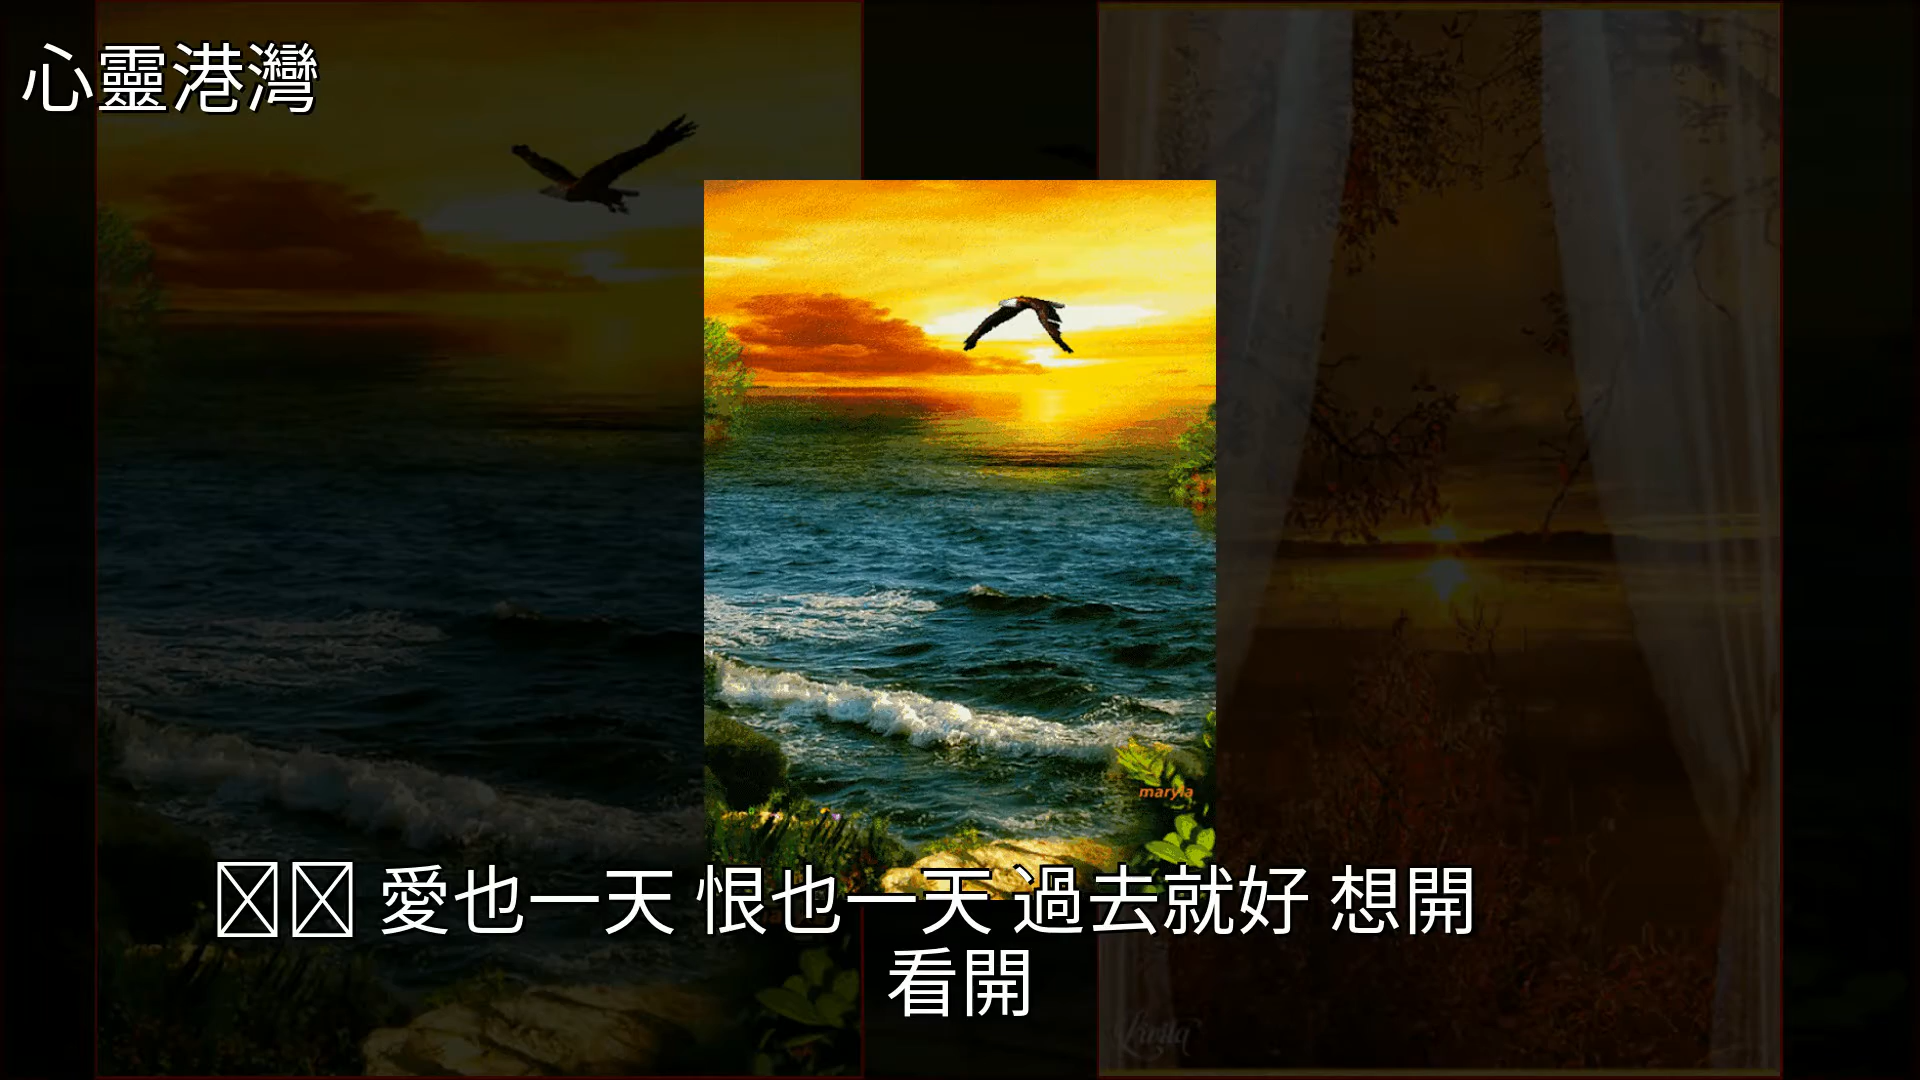 心靈港灣
愛也一天 恨也一天 過去就好 想開
看開
maryla